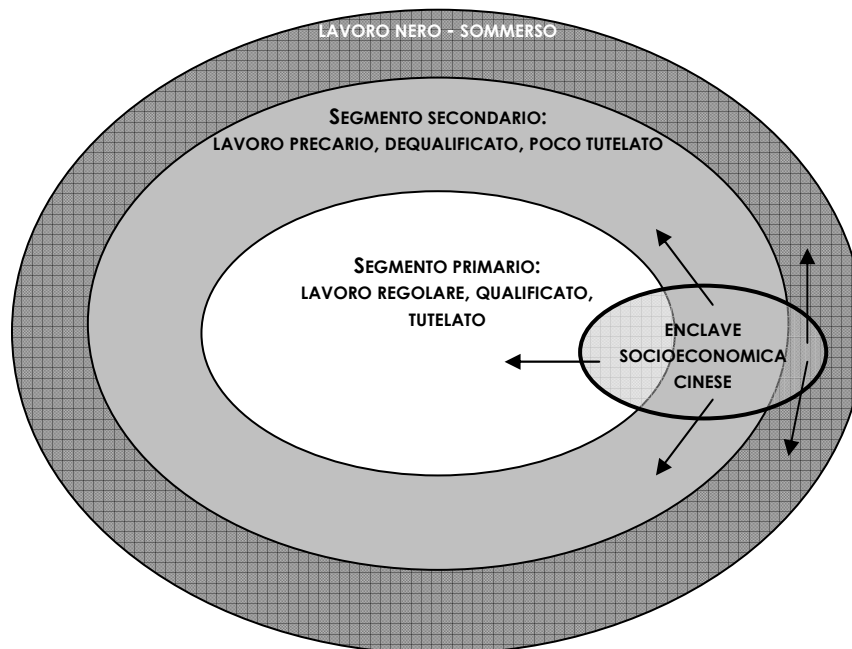 LAVORO NERO - SOMMERSO
SEGMENTO SECONDARIO:
LAVORO PRECARIO, DEQUALIFICATO, POCO TUTELATO
SEGMENTO PRIMARIO:
LAVORO REGOLARE, QUALIFICATO,
TUTELATO
ENCLAVE
SOCIOECONOMICA
CINESE